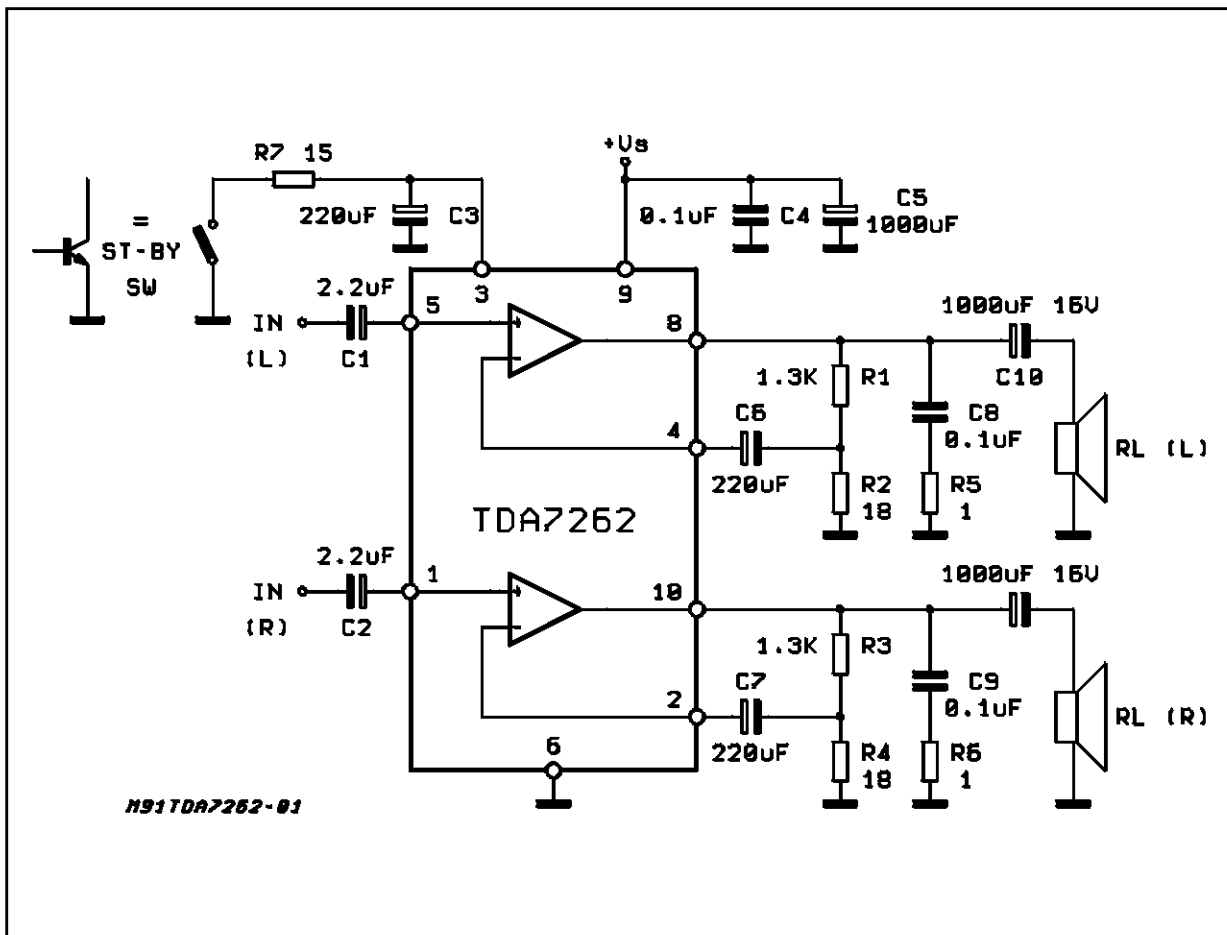 +Vs
R7 15
=
ST-BY
SW
220uF
C3
0.1uF
C4
C5
1000uF
3
9
2.2uF
IN
(L)
C1
5
8
1000uF 16V
C10
1.3K
R1
C6
4
220uF
C8
0.1uF
R2
18
R5
1
RL (L)
TDA7262
2.2uF
IN
(R)
C2
1
10
1000uF 16V
1.3K
R3
C7
2
220uF
C9
0.1uF
R4
18
R6
1
RL (R)
6
M91TDA7262-01